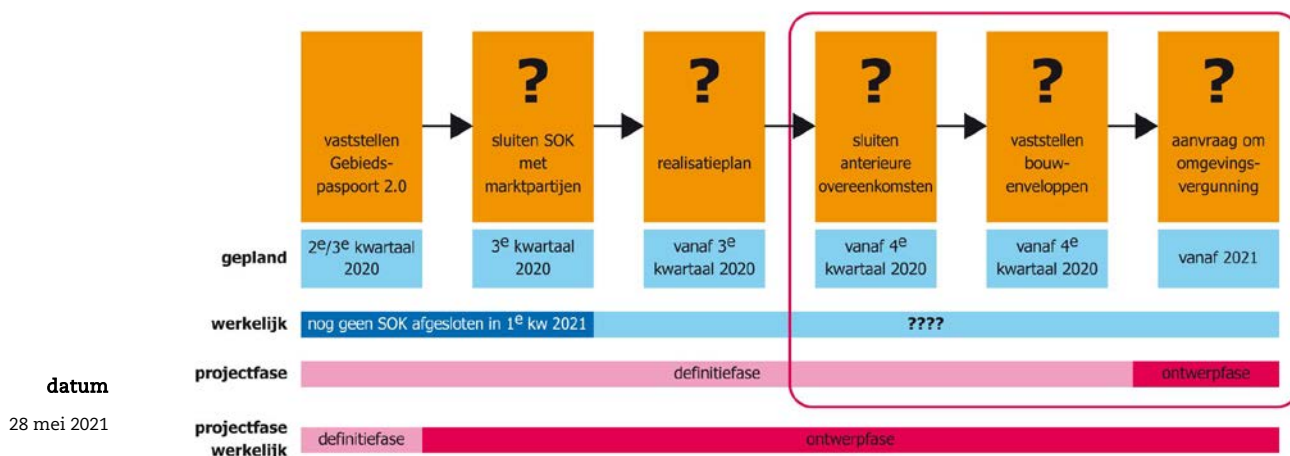 ?
?
?
?
?
vaststellen
Gebieds-
paspoort 2.0
sluiten SOK
met
marktpartijen
realisatieplan
sluiten
anterieure
overeenkomsten
vaststellen
bouw-
enveloppen
aanvraag om
omgevings-
vergunning
gepland
2e/3e kwartaal
2020
3e kwartaal
2020
vanaf 3e
kwartaal 2020
vanaf 4e
kwartaal 2020
vanaf 4e
kwartaal 2020
vanaf 2021
werkelijk
nog geen SOK afgesloten in 1e kw 2021
????
projectfase
definitiefase
ontwerpfase
datum
28 mei 2021
projectfase
werkelijk
definitiefase
ontwerpfase